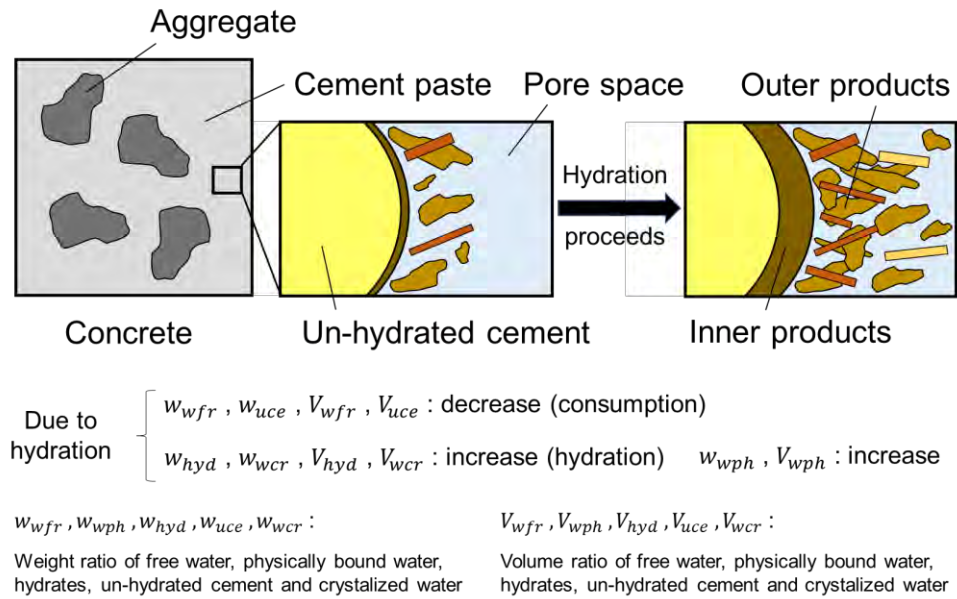 Aggregate
Cement paste
Pore space
Outer products
Hydration
proceeds
Concrete
Un-hydrated cement
Inner products
Due to
hydration
w_wfr , w_uce , V_wfr , V_uce : decrease (consumption)
w_hyd , w_wcr , V_hyd , V_wcr : increase (hydration) w_wph , V_wph : increase
w_wfr , w_wph , w_hyd , w_uce , w_wcr :
Weight ratio of free water, physically bound water,
hydrates, un-hydrated cement and crystalized water
V_wfr , V_wph , V_hyd , V_uce , V_wcr :
Volume ratio of free water, physically bound water,
hydrates, un-hydrated cement and crystalized water